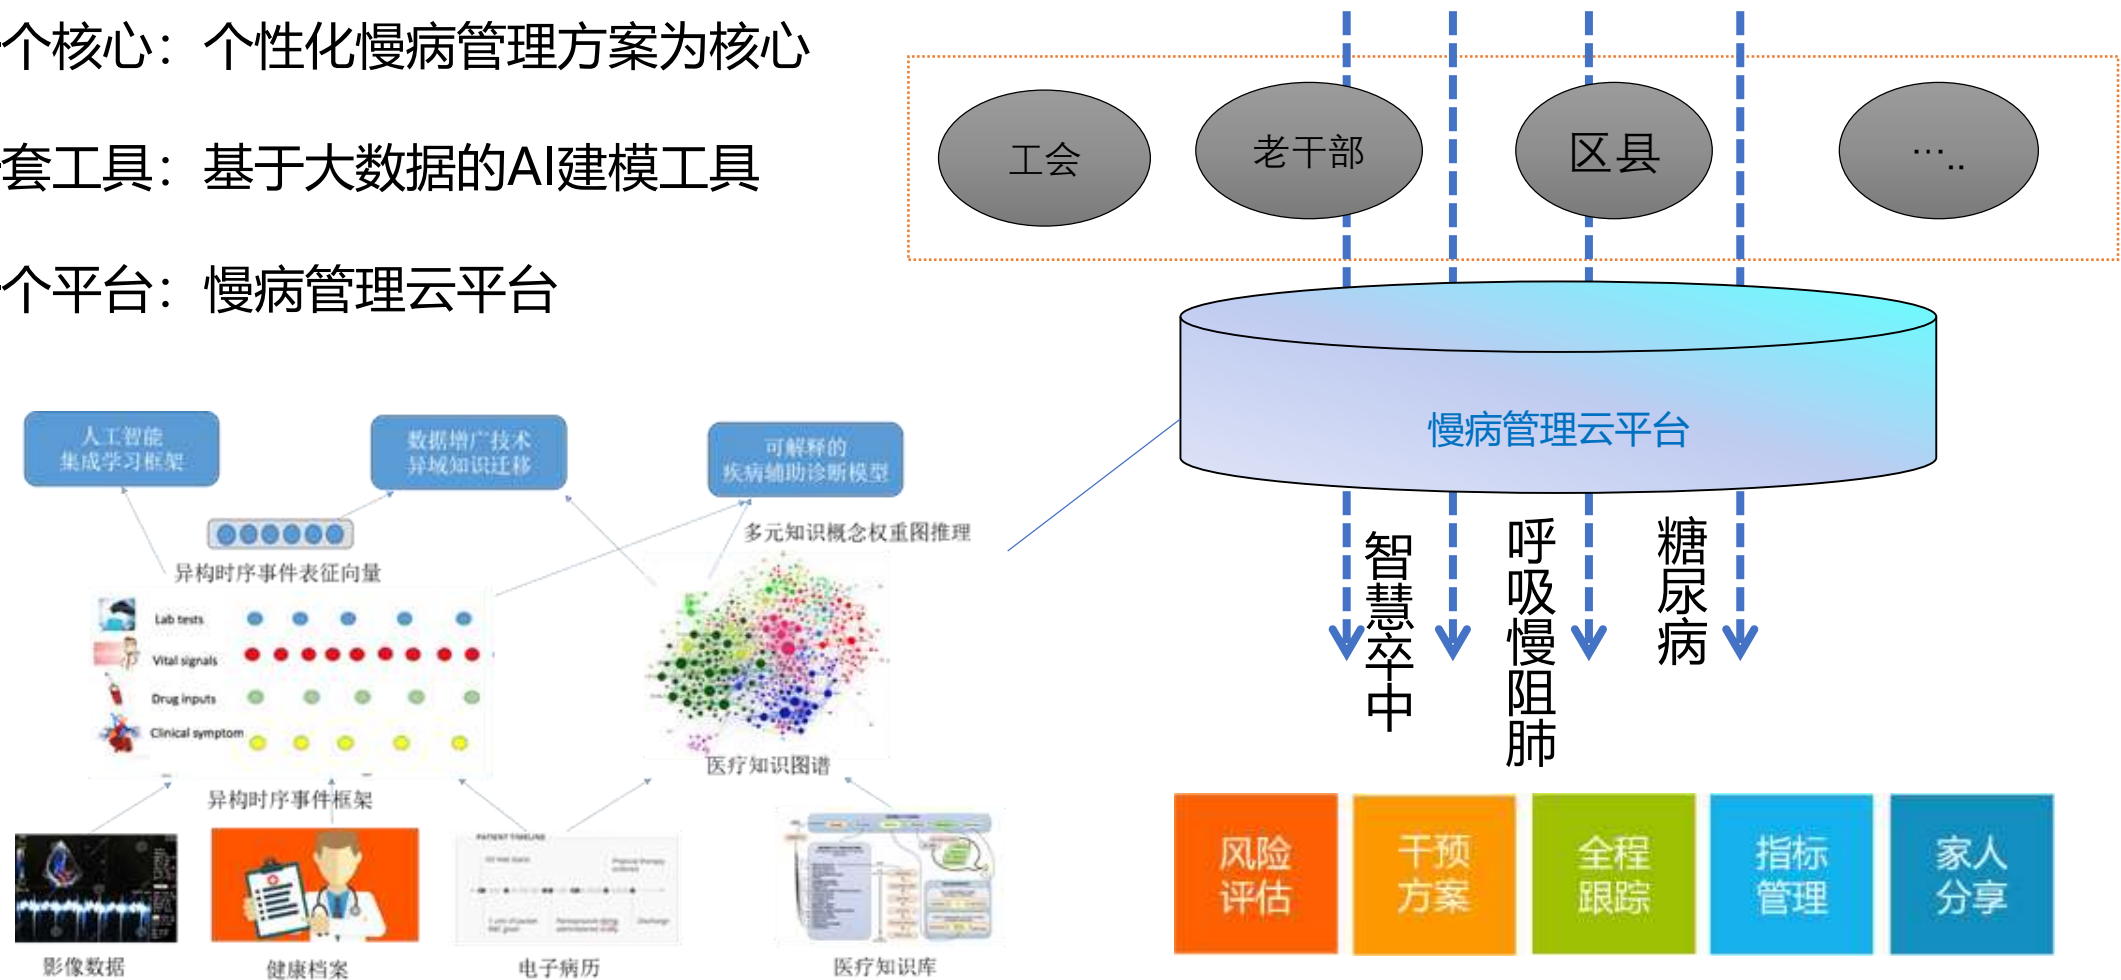 个核心：个性化慢病管理方案为核心
套工具：基于大数据的AI建模工具
个平台：慢病管理云平台
工会
老干部
区县
.....
慢病管理云平台
智慧卒中
呼吸慢阻肺
糖尿病
人工智能
集成学习框架
数据增广技术
异域知识迁移
可解释的
疾病辅助诊断模型
多元知识概念权重图推理
异构时序事件表征向量
Lab tests
Vital signals
Drug inputs
Clinical symptom
医疗知识图谱
异构时序事件框架
PATIENT TIMELINE
影像数据
健康档案
电子病历
医疗知识库
风险
评估
干预
方案
全程
跟踪
指标
管理
家人
分享